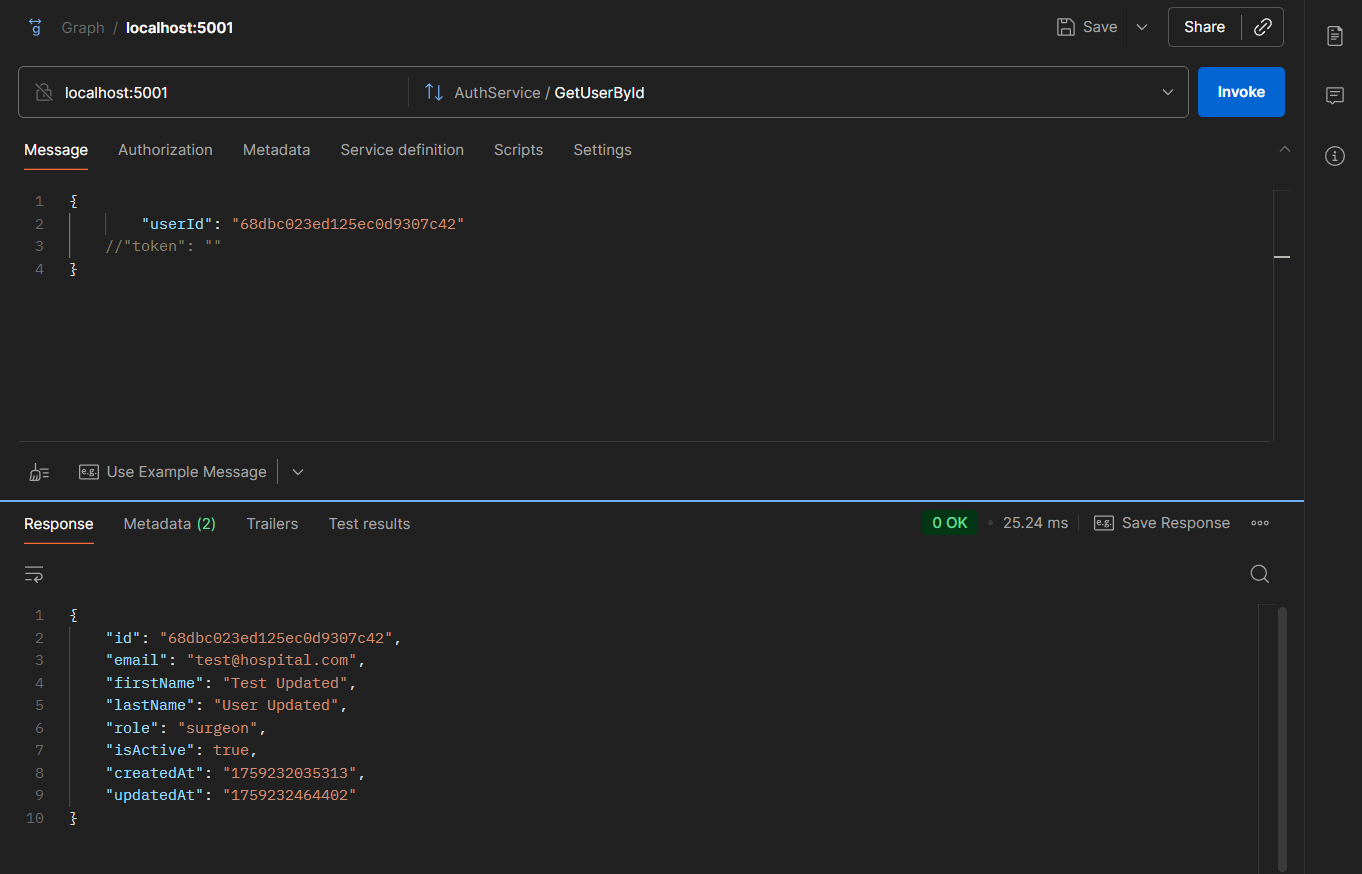 Graph / localhost:5001
Save
Share
localhost:5001
AuthService / GetUserById
Invoke
Message Authorization Metadata Service definition Scripts Settings
1 {
2 "userId": "68dbc023ed125ec0d9307c42"
3 //"token": ""
4 }
e.g. Use Example Message
Response Metadata (2) Trailers Test results
0 OK • 25.24 ms e.g. Save Response
1 {
2 "id": "68dbc023ed125ec0d9307c42",
3 "email": "test@hospital.com",
4 "firstName": "Test Updated",
5 "lastName": "User Updated",
6 "role": "surgeon",
7 "isActive": true,
8 "createdAt": "1759232035313",
9 "updatedAt": "1759232464402"
10 }